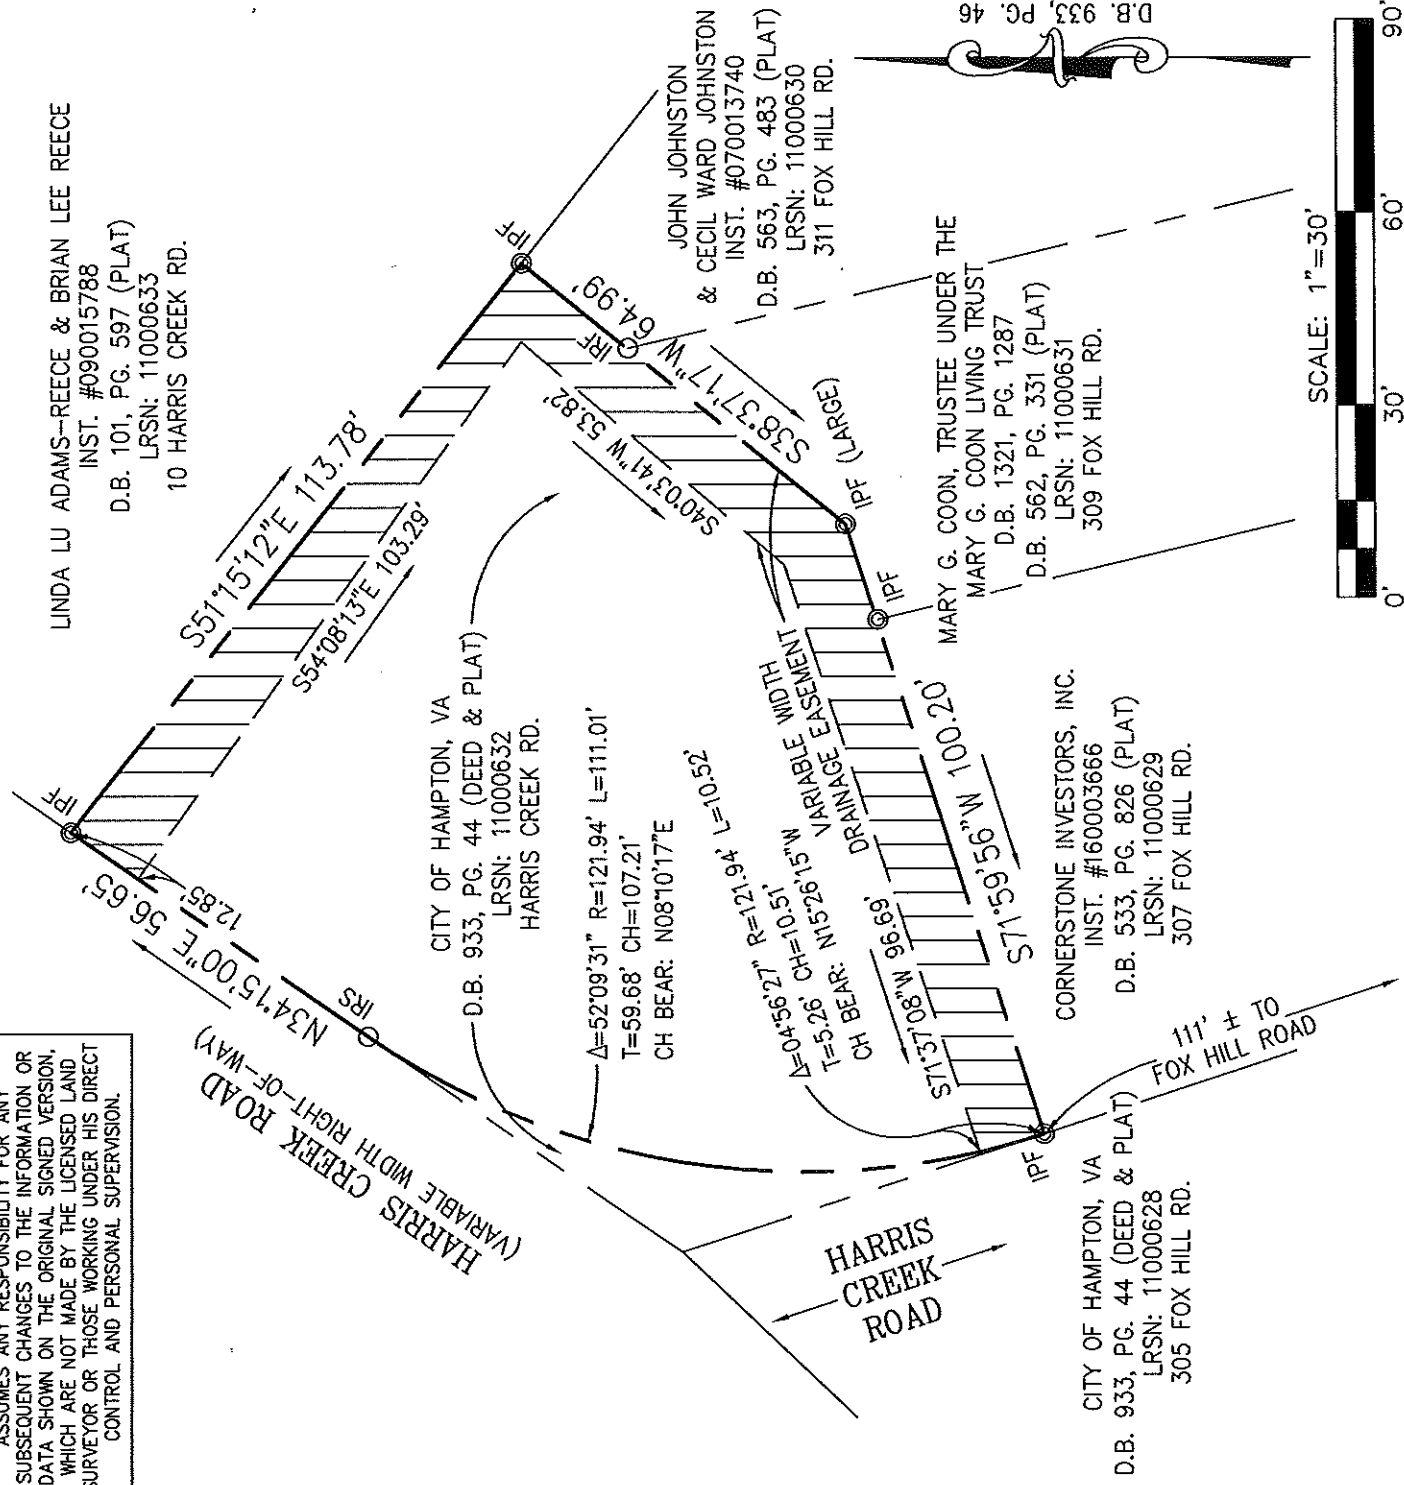 ASSUMES ANY RESPONSIBILITY FOR ANY
SUBSEQUENT CHANGES TO THE INFORMATION OR
DATA SHOWN ON THE ORIGINAL SIGNED VERSION,
WHICH ARE NOT MADE BY THE LICENSED LAND
SURVEYOR OR THOSE WORKING UNDER HIS DIRECT
CONTROL AND PERSONAL SUPERVISION.
LINDA LU ADAMS-REECE & BRIAN LEE REECE
INST. #090015788
D.B. 101, PG. 597 (PLAT)
LRSN: 11000633
10 HARRIS CREEK RD.
IPF
S51°15'12"E 113.78'
S54°08'13"E 103.29'
IPF
64.99'
S38°37'17"W
IRF
S40°03'41"W 53.82'
IPF (LARGE)
IPF
JOHN JOHNSTON
& CECIL WARD JOHNSTON
INST. #070013740
D.B. 563, PG. 483 (PLAT)
LRSN: 11000630
311 FOX HILL RD.
D.B. 933, PG. 46
12.85'
N34°15'00"E 56.65'
IRS
HARRIS CREEK ROAD
(VARIABLE WIDTH RIGHT-OF-WAY)
CITY OF HAMPTON, VA
D.B. 933, PG. 44 (DEED & PLAT)
LRSN: 11000632
HARRIS CREEK RD.
Δ=52°09'31" R=121.94' L=111.01'
T=59.68' CH=107.21'
CH BEAR: N08°10'17"E
Δ=04°56'27" R=121.94' L=10.52'
T=5.26' CH=10.51'
CH BEAR: N15°26'15"W
VARIABLE WIDTH
DRAINAGE EASEMENT
S71°37'08"W 96.69'
S71°59'56"W 100.20'
MARY G. COON, TRUSTEE UNDER THE
MARY G. COON LIVING TRUST
D.B. 1321, PG. 1287
D.B. 562, PG. 331 (PLAT)
LRSN: 11000631
309 FOX HILL RD.
CORNERSTONE INVESTORS, INC.
INST. #160003666
D.B. 533, PG. 826 (PLAT)
LRSN: 11000629
307 FOX HILL RD.
IPF
111' ± TO
FOX HILL ROAD
HARRIS
CREEK
ROAD
CITY OF HAMPTON, VA
D.B. 933, PG. 44 (DEED & PLAT)
LRSN: 11000628
305 FOX HILL RD.
SCALE: 1"=30'
0' 30' 60' 90'